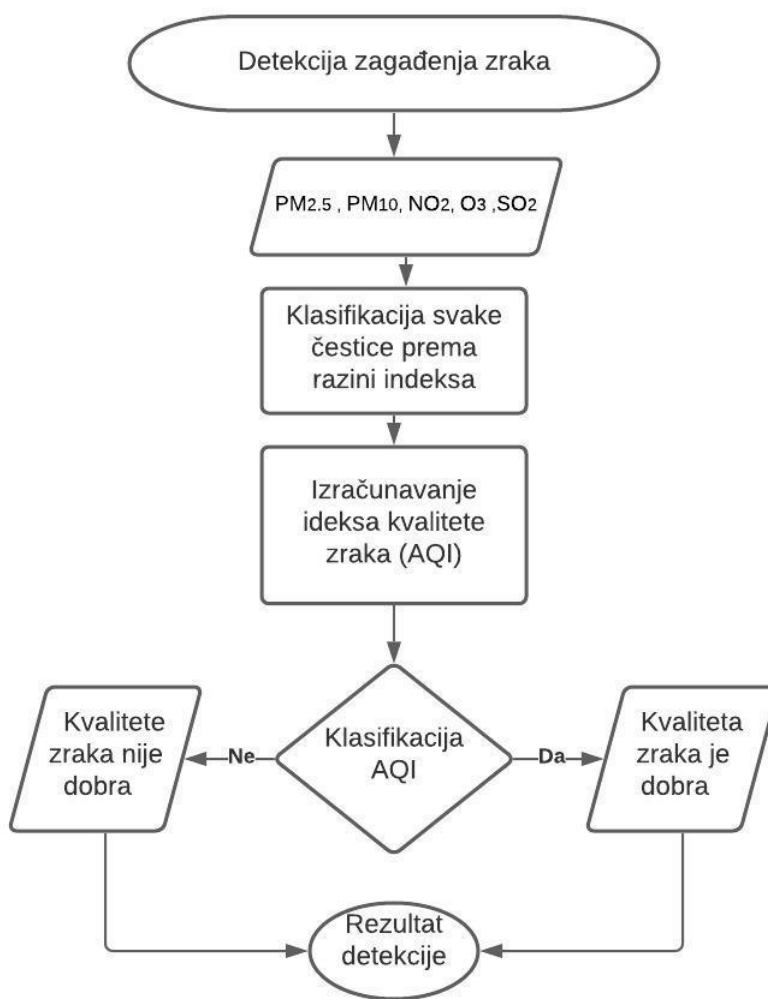 Detekcija zagađenja zraka
PM2.5 , PM10, NO2, O3 ,SO2
Klasifikacija svake
čestice prema
razini indeksa
Izračunavanje
ideksa kvalitete
zraka (AQI)
Klasifikacija
AQI
Ne
Da
Kvalitete
zraka nije
dobra
Kvaliteta
zraka je
dobra
Rezultat
detekcije